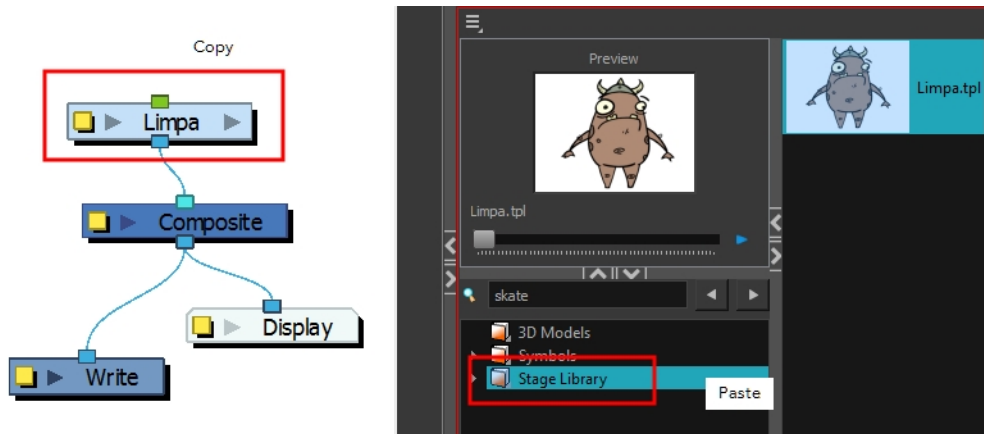 Copy
Limpa
Composite
Display
Write
Preview
Limpa.tpl
Limpa.tpl
skate
3D Models
Symbols
Stage Library
Paste